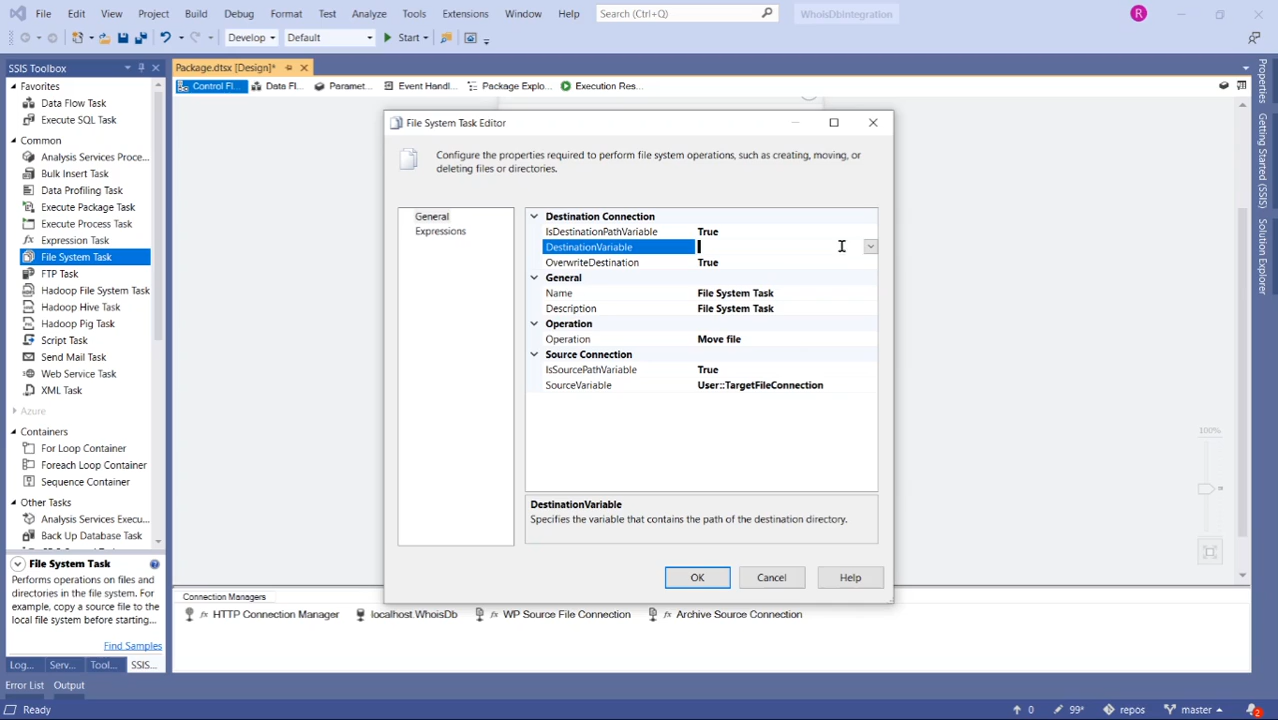 File Edit View Project Build Debug Format Test Analyze Tools Extensions Window Help Search (Ctrl+Q) WhoisDbIntegration R
Develop Default Start
SSIS Toolbox
Package.dtsx [Design]*
Favorites
Data Flow Task
Execute SQL Task
Common
Analysis Services Proce...
Bulk Insert Task
Data Profiling Task
Execute Package Task
Execute Process Task
Expression Task
File System Task
FTP Task
Hadoop File System Task
Hadoop Hive Task
Hadoop Pig Task
Script Task
Send Mail Task
Web Service Task
XML Task
Azure
Containers
For Loop Container
Foreach Loop Container
Sequence Container
Other Tasks
Analysis Services Execu...
Back Up Database Task
File System Task
Performs operations on files and
directories in the file system. For
example, copy a source file to the
local file system before starting...
Find Samples
Log... Serv... Tool... SSIS...
Control Fl... Data Fl... Paramet... Event Handl... Package Explo... Execution Res...
File System Task Editor
Configure the properties required to perform file system operations, such as creating, moving, or
deleting files or directories.
General
Expressions
Destination Connection
IsDestinationPathVariable True
DestinationVariable
OverwriteDestination True
General
Name File System Task
Description File System Task
Operation
Operation Move file
Source Connection
IsSourcePathVariable True
SourceVariable User::TargetFileConnection
DestinationVariable
Specifies the variable that contains the path of the destination directory.
OK Cancel Help
100%
Connection Managers
HTTP Connection Manager localhost.WhoisDb WP Source File Connection Archive Source Connection
Properties
Getting Started (SSIS)
Solution Explorer
Error List Output
Ready 0 99* repos master 2